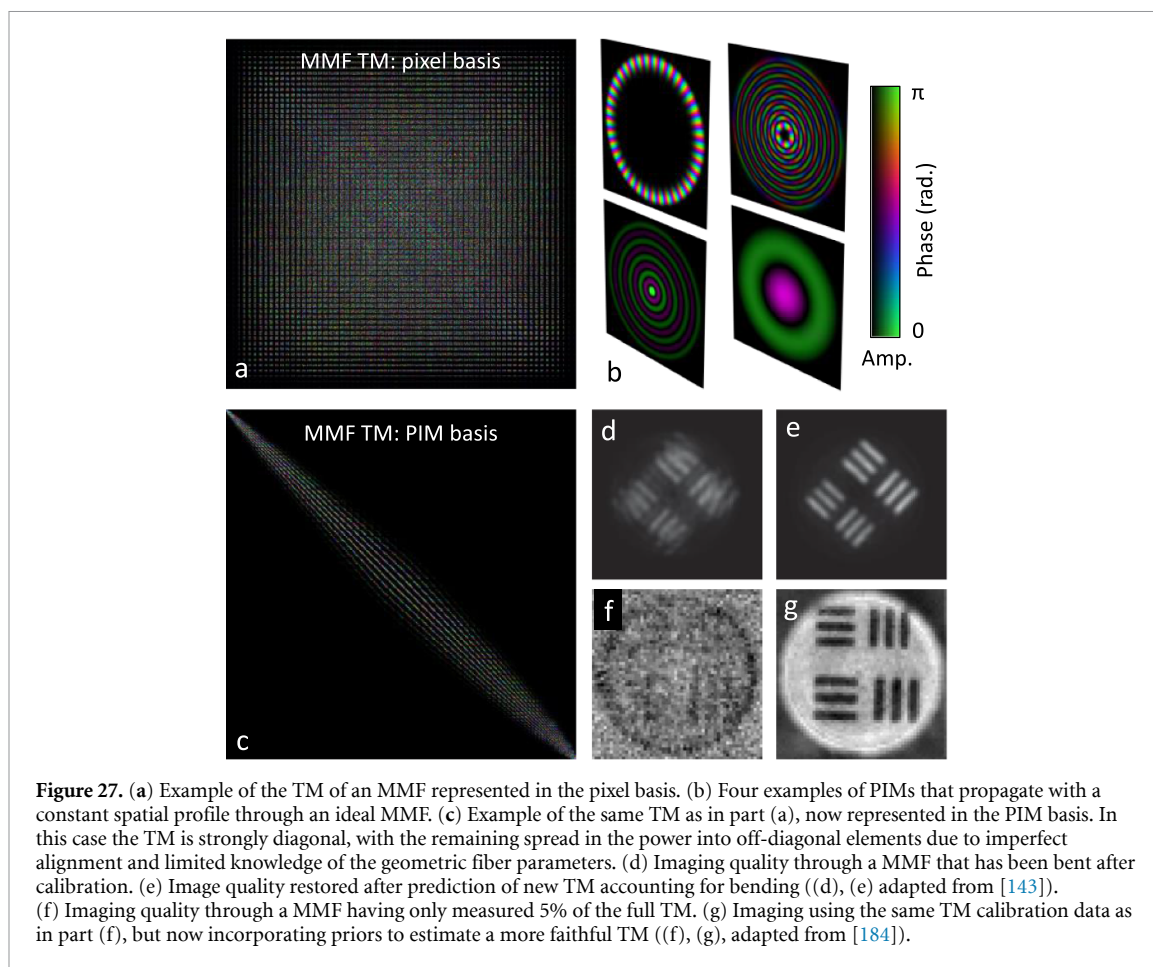 MMF TM: pixel basis
a
b
π
Phase (rad.)
0
Amp.
MMF TM: PIM basis
c
d
e
f
g
Figure 27. (a) Example of the TM of an MMF represented in the pixel basis. (b) Four examples of PIMs that propagate with a
constant spatial profile through an ideal MMF. (c) Example of the same TM as in part (a), now represented in the PIM basis. In
this case the TM is strongly diagonal, with the remaining spread in the power into off-diagonal elements due to imperfect
alignment and limited knowledge of the geometric fiber parameters. (d) Imaging quality through a MMF that has been bent after
calibration. (e) Image quality restored after prediction of new TM accounting for bending ((d), (e) adapted from [143]).
(f) Imaging quality through a MMF having only measured 5% of the full TM. (g) Imaging using the same TM calibration data as
in part (f), but now incorporating priors to estimate a more faithful TM ((f), (g), adapted from [184]).